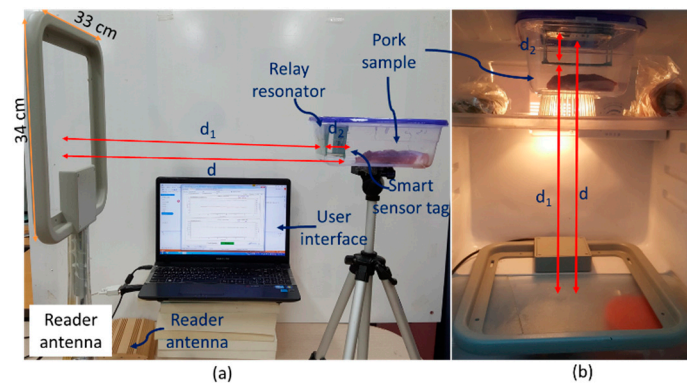 33 cm
34 cm
Relay
resonator
Pork
sample
d₁
d₂
d
Smart
sensor tag
User
interface
Reader
antenna
Reader
antenna
(a)
d₂
d₁
d
(b)